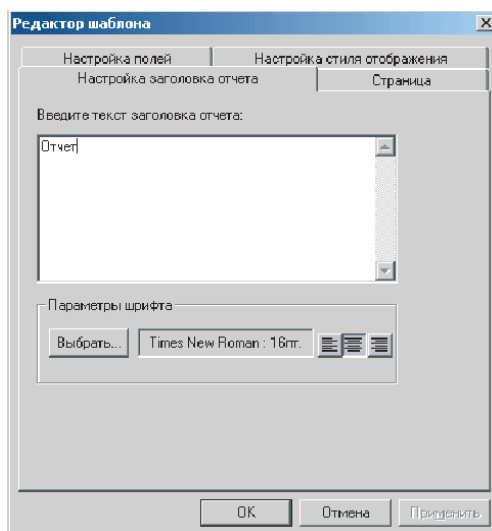 Редактор шаблона
Настройка полей
Настройка стиля отображения
Настройка заголовка отчета
Страница
Введите текст заголовка отчета:
Отчет
Параметры шрифта
Выбрать...
Times New Roman : 16пт.
OK
Отмена
Применить